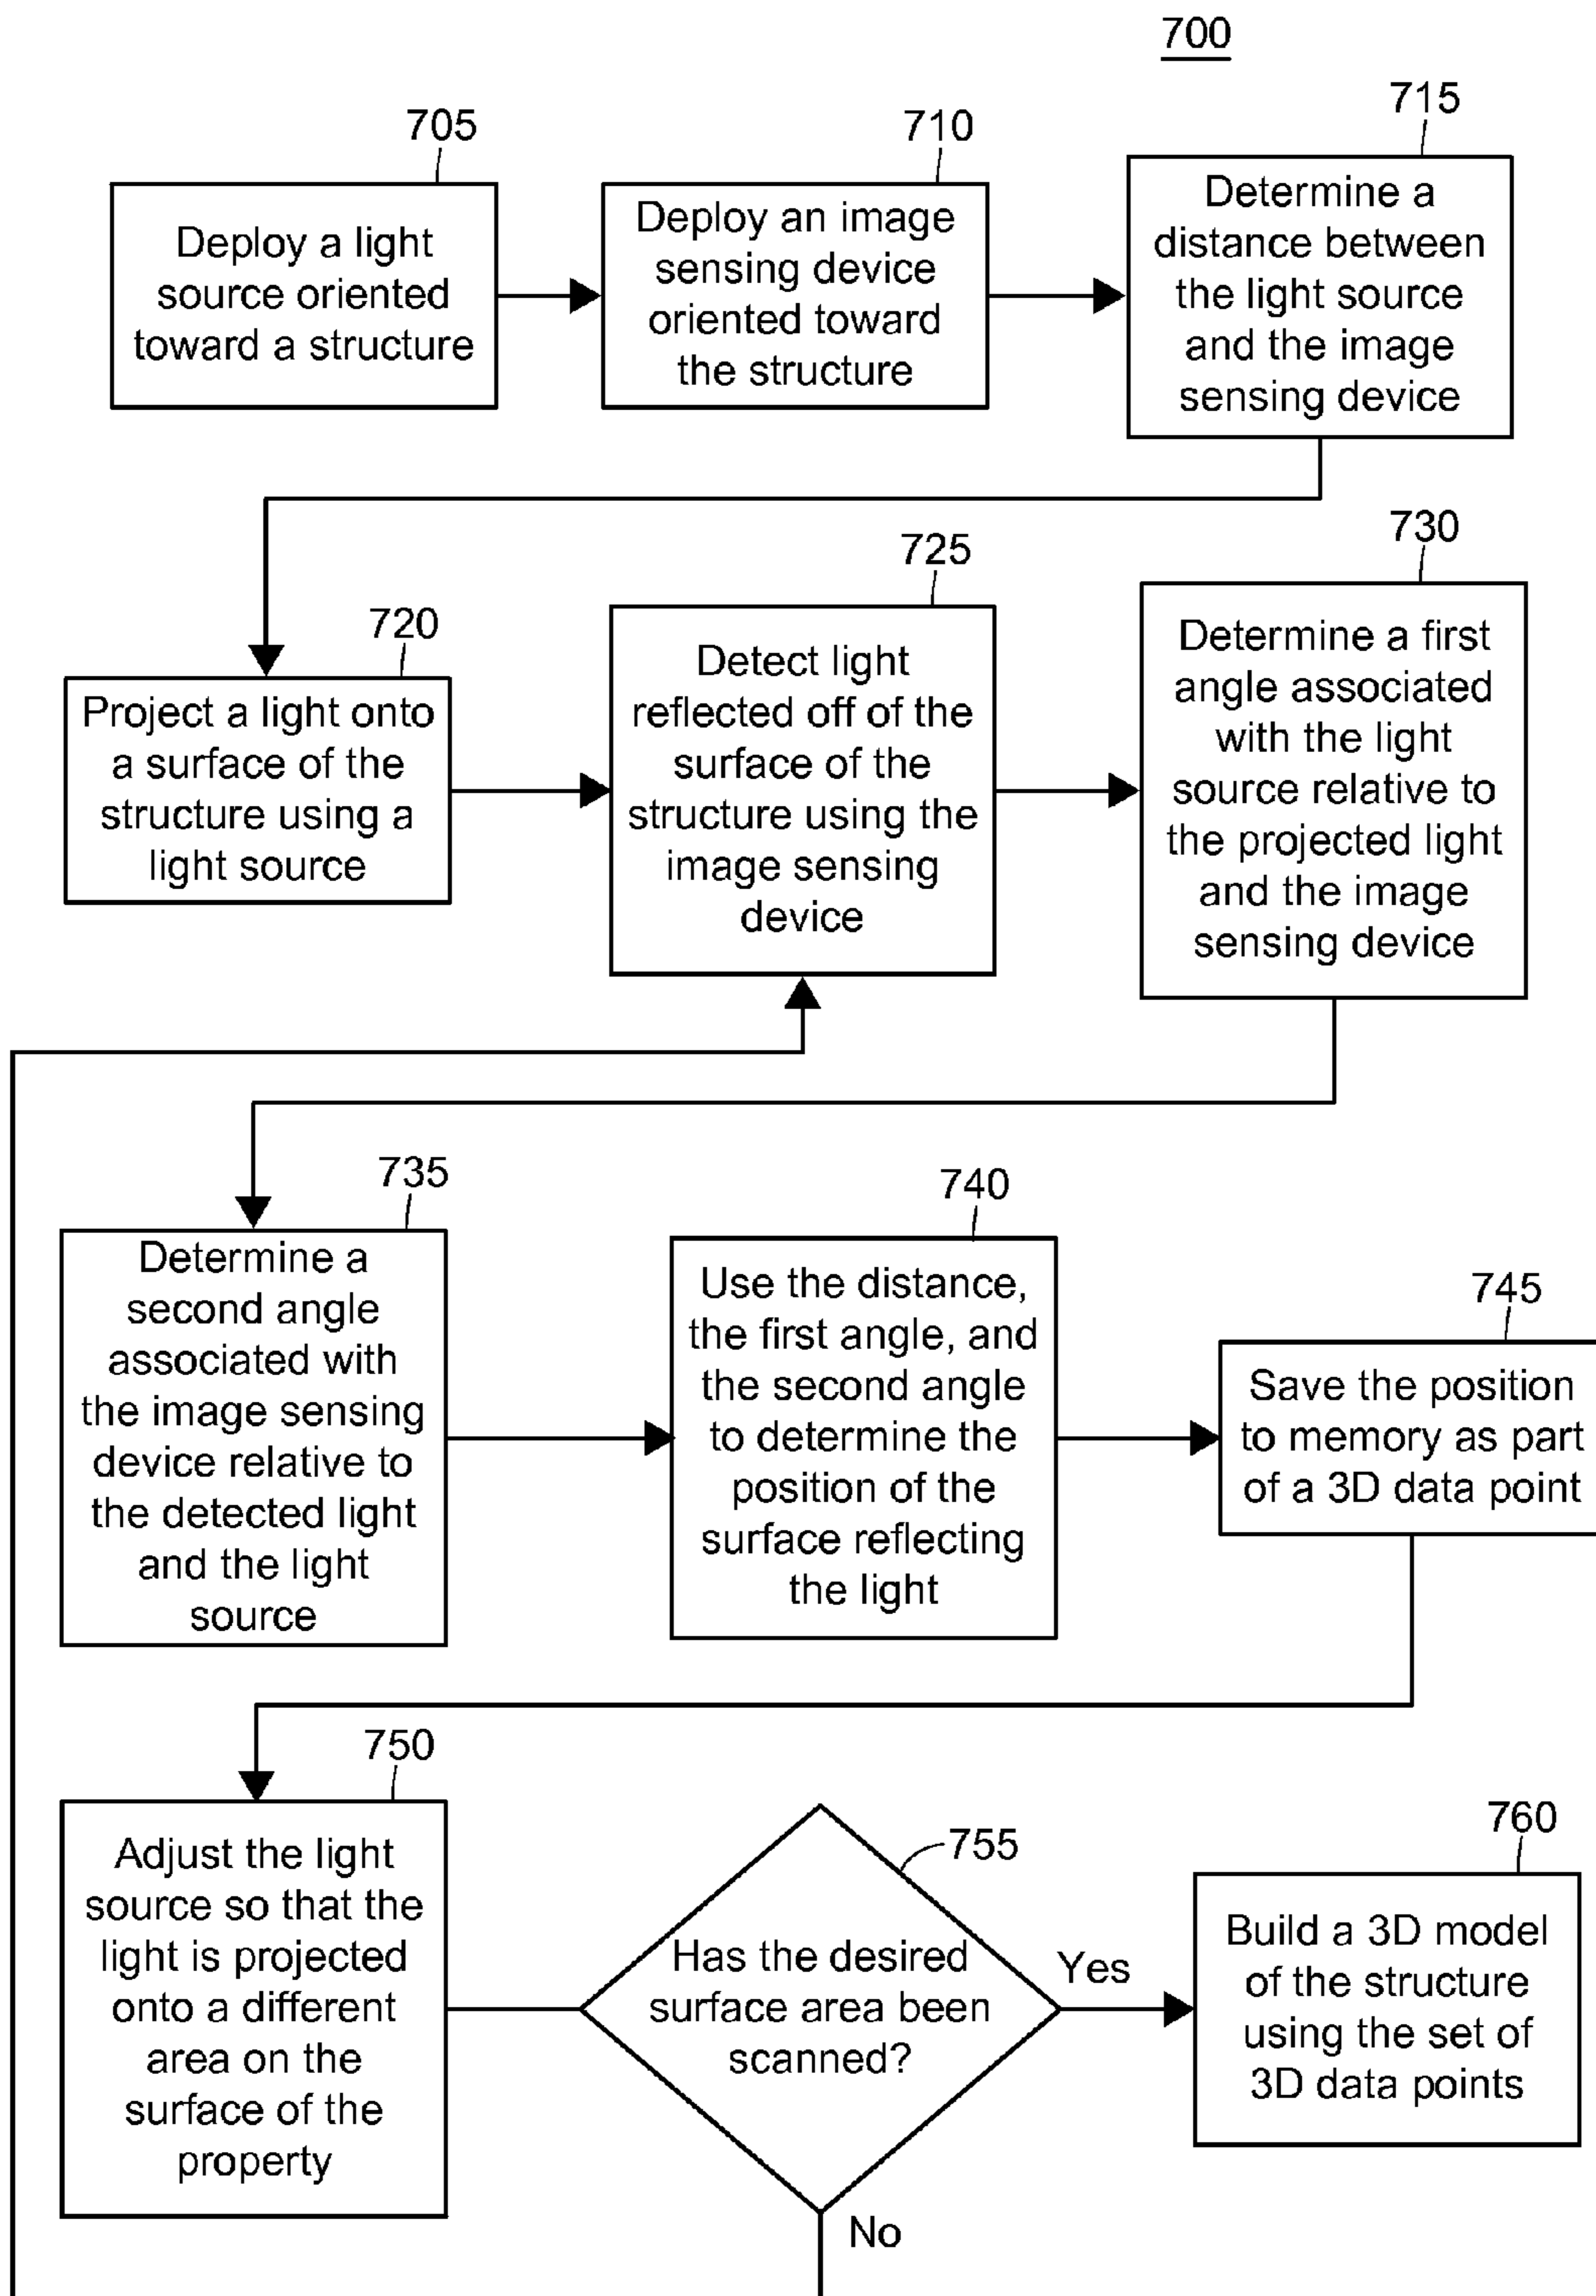 700
705
Deploy a light
source oriented
toward a structure
710
Deploy an image
sensing device
oriented toward
the structure
715
Determine a
distance between
the light source
and the image
sensing device
720
Project a light onto
a surface of the
structure using a
light source
725
Detect light
reflected off of the
surface of the
structure using the
image sensing
device
730
Determine a first
angle associated
with the light
source relative to
the projected light
and the image
sensing device
735
Determine a
second angle
associated with
the image sensing
device relative to
the detected light
and the light
source
740
Use the distance,
the first angle, and
the second angle
to determine the
position of the
surface reflecting
the light
745
Save the position
to memory as part
of a 3D data point
750
Adjust the light
source so that the
light is projected
onto a different
area on the
surface of the
property
755
Has the desired
surface area been
scanned?
Yes
No
760
Build a 3D model
of the structure
using the set of
3D data points